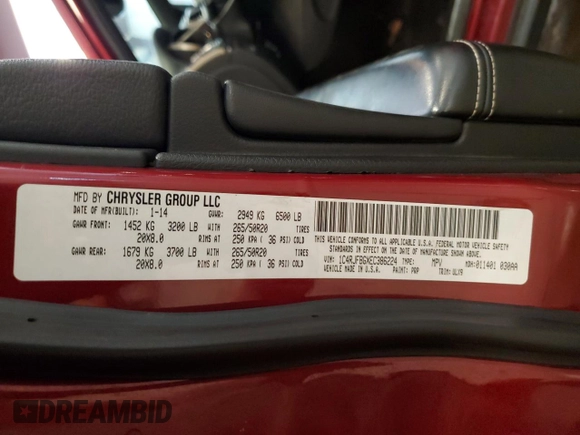 MFD BY CHRYSLER GROUP LLC
DATE OF MFR(BUILT): 1-14 GVWR: 2949 KG 6500 LB
GAWR FRONT: 1452 KG 3200 LB WITH 265/50R20 TIRES
20X8.0 RIMS AT 250 KPA ( 36 PSI) COLD
GAWR REAR: 1679 KG 3700 LB WITH 265/50R20 TIRES
20X8.0 RIMS AT 250 KPA ( 36 PSI) COLD
THIS VEHICLE CONFORMS TO ALL APPLICABLE U.S.A. FEDERAL MOTOR VEHICLE SAFETY
STANDARDS IN EFFECT ON THE DATE OF MANUFACTURE SHOWN ABOVE.
VIN: 1C4RJFBGXEC386224 TYPE: MPV MDH: 011401 030AA
VEHICLE MADE IN U.S.A. PAINT: PRP TRIM:
DREAMBID